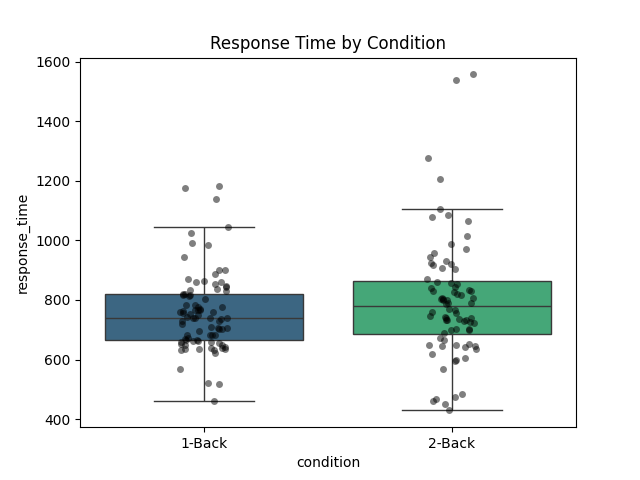 Response Time by Condition
response_time
1600
1400
1200
1000
800
600
400
1-Back
2-Back
condition